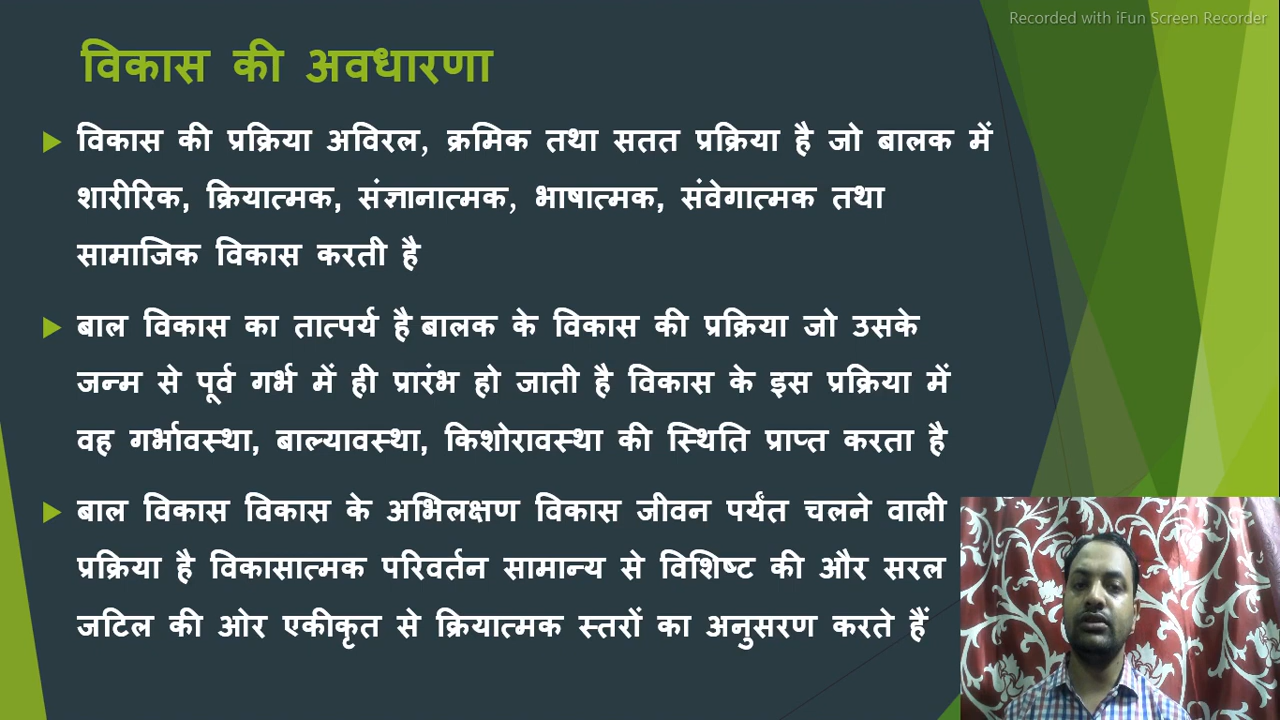 Recorded with iFun Screen Recorder
विकास की अवधारणा
विकास की प्रक्रिया अविरल, क्रमिक तथा सतत प्रक्रिया है जो बालक में
शारीरिक, क्रियात्मक, संज्ञानात्मक, भाषात्मक, संवेगात्मक तथा
सामाजिक विकास करती है
बाल विकास का तात्पर्य है बालक के विकास की प्रक्रिया जो उसके
जन्म से पूर्व गर्भ में ही प्रारंभ हो जाती है विकास के इस प्रक्रिया में
वह गर्भावस्था, बाल्यावस्था, किशोरावस्था की स्थिति प्राप्त करता है
बाल विकास विकास के अभिलक्षण विकास जीवन पर्यंत चलने वाली
प्रक्रिया है विकासात्मक परिवर्तन सामान्य से विशिष्ट की और सरल
जटिल की ओर एकीकृत से क्रियात्मक स्तरों का अनुसरण करते हैं